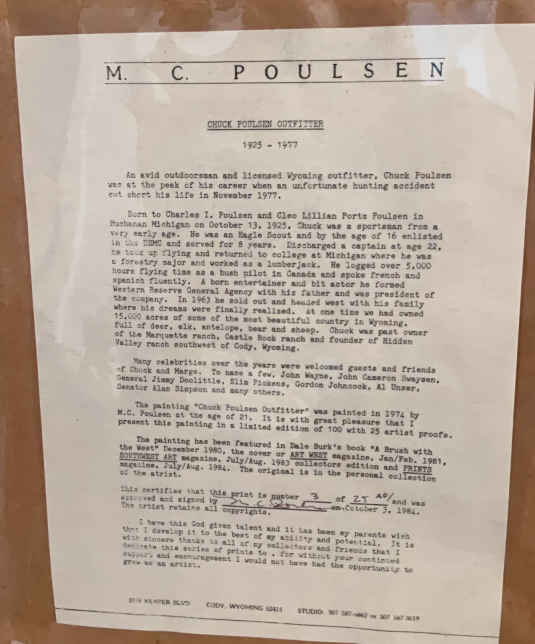 M. C. POULSEN
CHUCK POULSEN OUTFITTER
1925 - 1977
An avid outdoorsman and licensed Wyoming outfitter, Chuck Poulsen
was at the peak of his career when an unfortunate hunting accident
cut short his life in November 1977.
Born to Charles I. Poulsen and Cleo Lillian Ports Poulsen in
Buchanan Michigan on October 13, 1925, Chuck was a sportsman from a
very early age. He was an Eagle Scout and by the age of 16 enlisted
in the USMC and served for 8 years. Discharged a captain at age 22,
he took up flying and returned to college at Michigan where he was
a forestry major and worked as a lumberjack. He logged over 5,000
hours flying time as a bush pilot in Canada and spoke french and
spanish fluently. A born entertainer and bit actor he formed
Western Reserve General Agency with his father and was president of
the company. In 1963 he sold out and headed west with his family
where his dreams were finally realized. At one time we had owned
15,000 acres of some of the most beautiful country in Wyoming,
full of deer, elk, antelope, bear and sheep. Chuck was past owner
of the Marquette ranch, Castle Rock ranch and founder of Hidden
Valley ranch southwest of Cody, Wyoming.
Many celebrities over the years were welcomed guests and friends
of Chuck and Marge. To name a few, John Wayne, John Cameron Swaysen,
General Jimmy Doolittle, Slim Pickens, Gordon Johncock, Al Unser,
Senator Alan Simpson and many others.
The painting "Chuck Poulsen Outfitter" was painted in 1974 by
M.C. Poulsen at the age of 21. It is with great pleasure that I
present this painting in a limited edition of 100 with 25 artist proofs.
The painting has been featured in Dale Burk's book "A Brush with
the West" December 1980, the cover or ART WEST magazine, Jan/Feb. 1981,
SOUTHWEST ART magazine, July/Aug. 1983 collectors edition and PRINTS
magazine, July/Aug. 1984. The original is in the personal collection
of the atrist.
This certifies that this print is number 3 of 25 AP/ and was
approved and signed by on October 3, 1984.
The artist retains all copyrights.
I have this God given talent and it has been my parents wish
that I develop it to the best of my ability and potential. It is
with sincere thanks to all of my collectors and friends that I
dedicate this series of prints to . for without your continued
support and encouragement I would not have had the opportunity to
grow as an artist.
KEMPER BLVD CODY, WYOMING 82414 STUDIO: 307 587-